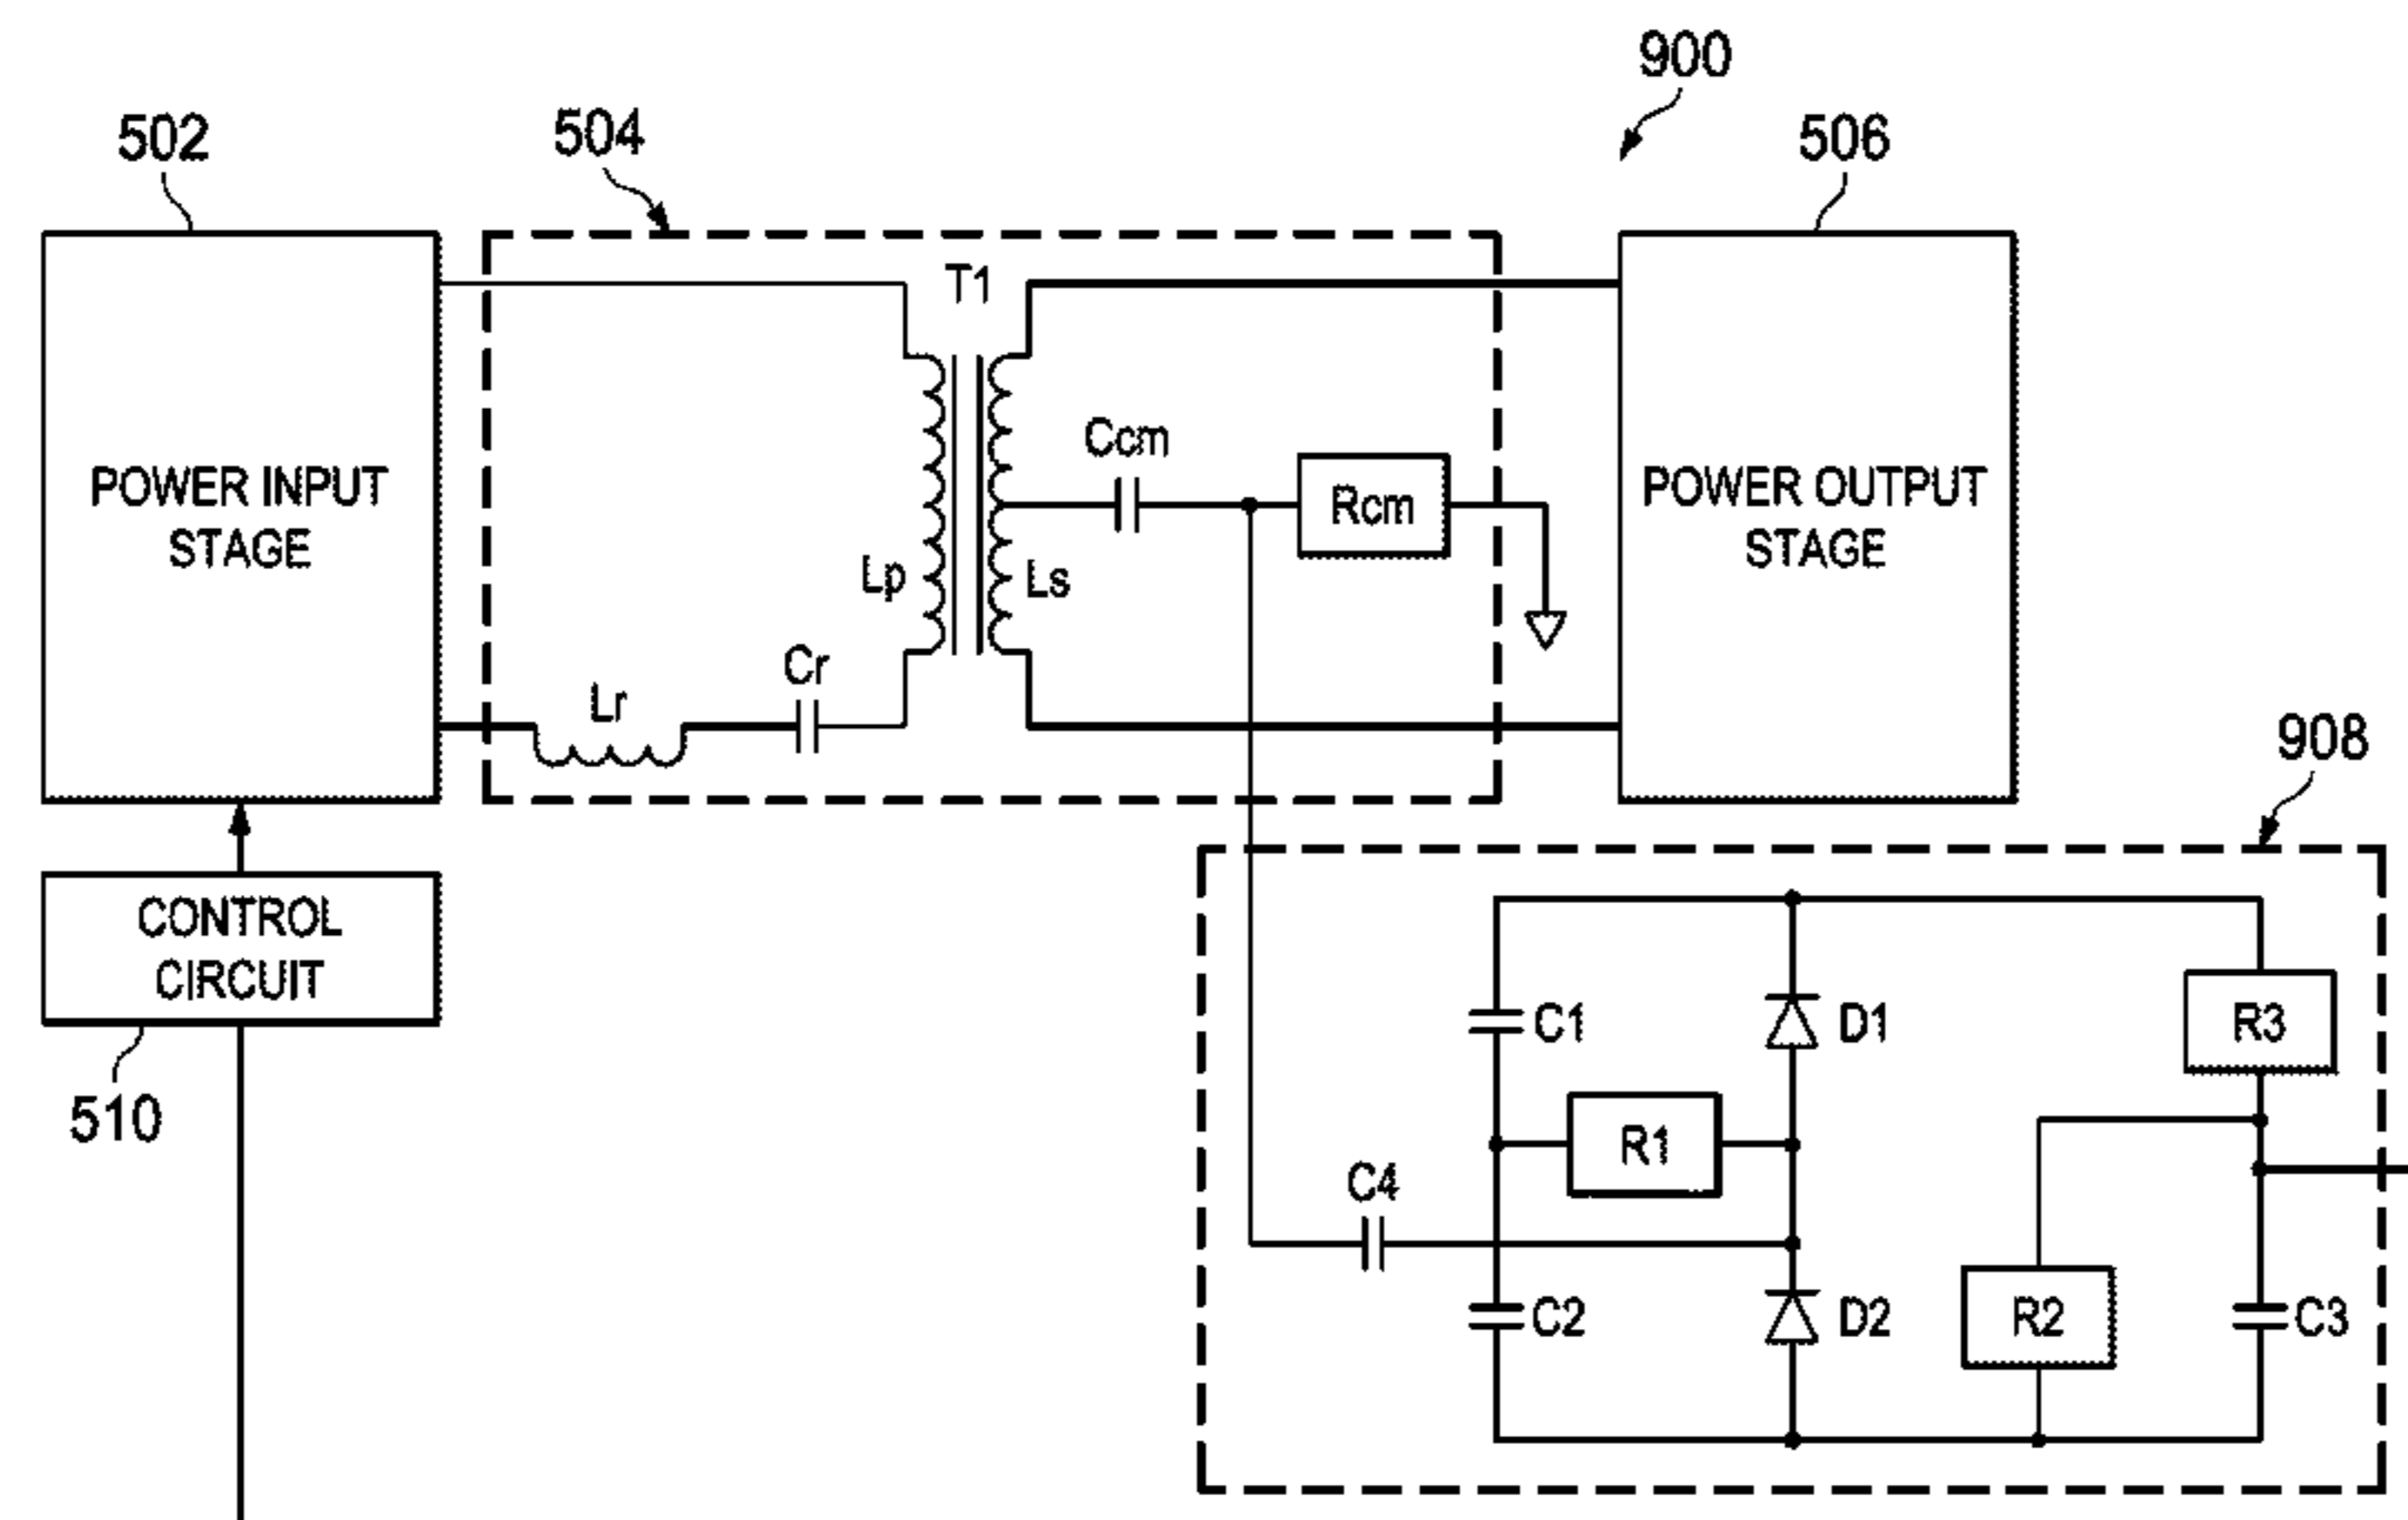 900
502
504
506
T1
Ccm
POWER INPUT
STAGE
Rcm
POWER OUTPUT
STAGE
Lp
Ls
Cr
Lr
908
CONTROL
CIRCUIT
C1
D1
R3
510
R1
C4
C2
D2
R2
C3